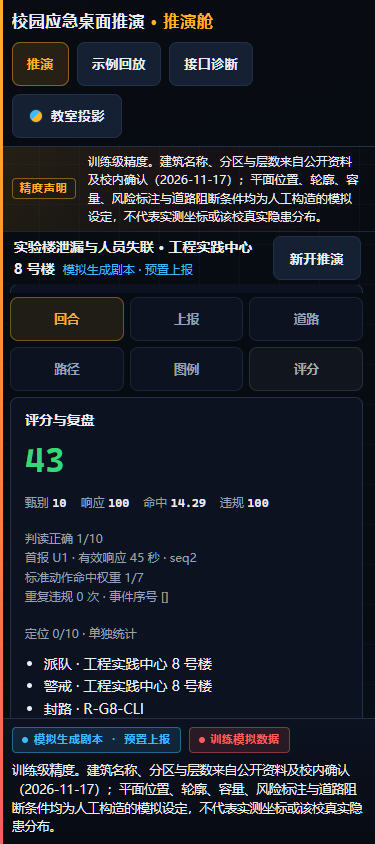 校园应急桌面推演 • 推演舱
推演
示例回放
接口诊断
教室投影
精度声明
训练级精度。建筑名称、分区与层数来自公开资料
及校内确认（2026-11-17）；平面位置、轮廓、容
量、风险标注与道路阻断条件均为人工构造的模拟
设定，不代表实测坐标或该校真实隐患分布。
实验楼泄漏与人员失联 • 工程实践中心
8 号楼 模拟生成剧本 · 预置上报
新开推演
回合
上报
道路
路径
图例
评分
评分与复盘
43
甄别 10 响应 100 命中 14.29 违规 100
判读正确 1/10
首报 U1 · 有效响应 45 秒 · seq2
标准动作命中权重 1/7
重复违规 0 次 · 事件序号 []
定位 0/10 · 单独统计
• 派队 · 工程实践中心 8 号楼
• 警戒 · 工程实践中心 8 号楼
• 封路 · R-G8-CLI
模拟生成剧本 · 预置上报
训练模拟数据
训练级精度。建筑名称、分区与层数来自公开资料及校内确认
（2026-11-17）；平面位置、轮廓、容量、风险标注与道路阻
断条件均为人工构造的模拟设定，不代表实测坐标或该校真实隐
患分布。